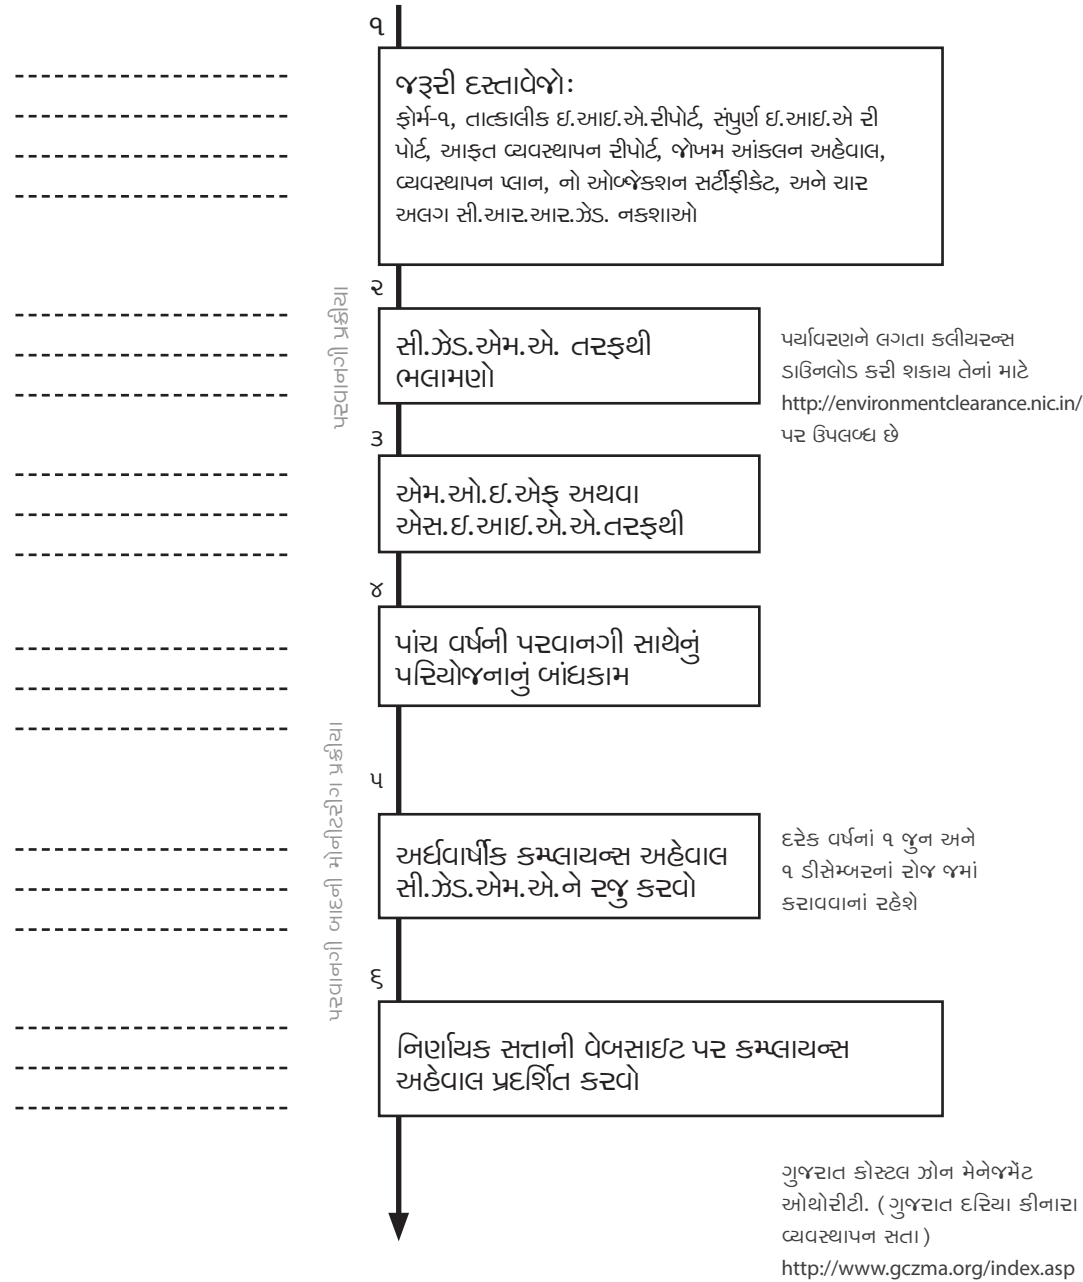 ૧
જરૂરી દસ્તાવેજો:
ફોર્મ-૧, તાત્કાલીક ઇ.આઇ.એ.રીપોર્ટ, સંપુર્ણ ઇ.આઇ.એ રી
પોર્ટ, આફત વ્યવસ્થાપન રીપોર્ટ, જોખમ આંકલન અહેવાલ,
વ્યવસ્થાપન પ્લાન, નો ઓબ્જેકશન સર્ટીફીકેટ, અને ચાર
અલગ સી.આર.આર.ઝેડ. નકશાઓ
પરવાનગી પ્રક્રીયા
૨
સી.ઝેડ.એમ.એ. તરફથી
ભલામણો
પર્યાવરણને લગતા કલીયરન્સ
ડાઉનલોડ કરી શકાય તેનાં માટે
http://environmentclearance.nic.in/
પર ઉપલબ્ધ છે
૩
એમ.ઓ.ઇ.એફ અથવા
એસ.ઇ.આઇ.એ.એ.તરફથી
૪
પાંચ વર્ષની પરવાનગી સાથેનું
પરિયોજનાનું બાંધકામ
પરવાનગી બાદની મોનીટરીંગ પ્રક્રીયા
૫
અર્ધવાર્ષીક કમ્પ્લાયન્સ અહેવાલ
સી.ઝેડ.એમ.એ.ને રજુ કરવો
દરેક વર્ષનાં ૧ જુન અને
૧ ડીસેમ્બરનાં રોજ જમાં
કરાવવાનાં રહેશે
૬
નિર્ણાયક સત્તાની વેબસાઇટ પર કમ્પ્લાયન્સ
અહેવાલ પ્રદર્શિત કરવો
ગુજરાત કોસ્ટલ ઝોન મેનેજમેંટ
ઓથોરીટી. (ગુજરાત દરિયા કીનારા
વ્યવસ્થાપન સતા)
http://www.gczma.org/index.asp